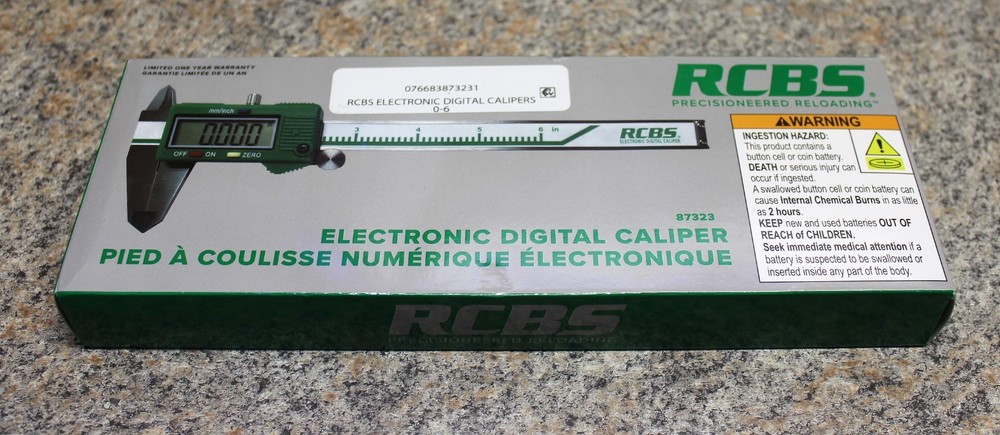 LIMITED ONE YEAR WARRANTY
GARANTIE LIMITÉE DE UN AN
076683873231
RCBS ELECTRONIC DIGITAL CALIPERS
0-6
RCBS®
PRECISIONEERED RELOADING™
mm/inch
0.000
OFF ON ZERO
3 4 5 6 in
RCBS®
ELECTRONIC DIGITAL CALIPER
WARNING
INGESTION HAZARD:
This product contains a
button cell or coin battery.
DEATH or serious injury can
occur if ingested.
A swallowed button cell or coin battery can
cause Internal Chemical Burns in as little
as 2 hours.
KEEP new and used batteries OUT OF
REACH of CHILDREN.
Seek immediate medical attention if a
battery is suspected to be swallowed or
inserted inside any part of the body.
87323
ELECTRONIC DIGITAL CALIPER
PIED À COULISSE NUMÉRIQUE ÉLECTRONIQUE
RCBS
PRECISIONEERED RELOADING